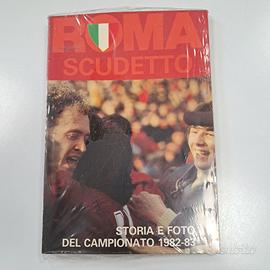 ROMA
SCUDETTO
STORIA E FOTO
DEL CAMPIONATO 1982-83